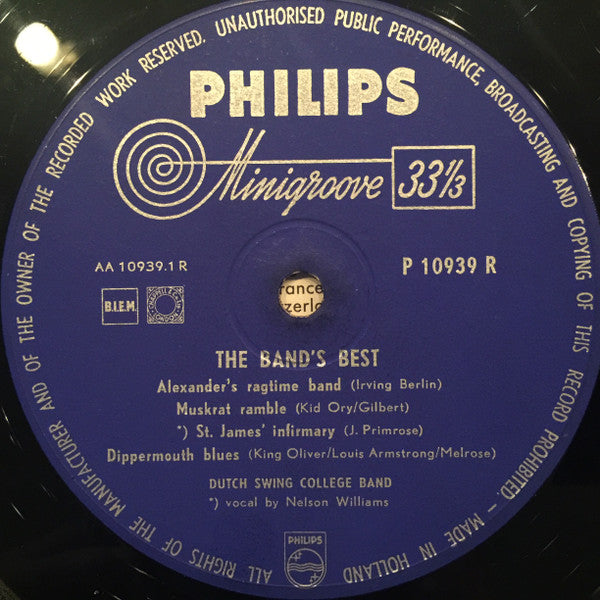 ALL RIGHTS OF THE MANUFACTURER AND OF THE OWNER OF THE RECORDED WORK RESERVED. UNAUTHORISED PUBLIC PERFORMANCE, BROADCASTING AND COPYING OF THIS RECORD PROHIBITED. – MADE IN HOLLAND
PHILIPS
Minigroove 33⅓
AA 10939.1 R
P 10939 R
B.I.E.M.
rance
zerla
THE BAND'S BEST
Alexander's ragtime band (Irving Berlin)
Muskrat ramble (Kid Ory/Gilbert)
*) St. James' infirmary (J. Primrose)
Dippermouth blues (King Oliver/Louis Armstrong/Melrose)
DUTCH SWING COLLEGE BAND
*) vocal by Nelson Williams
PHILIPS